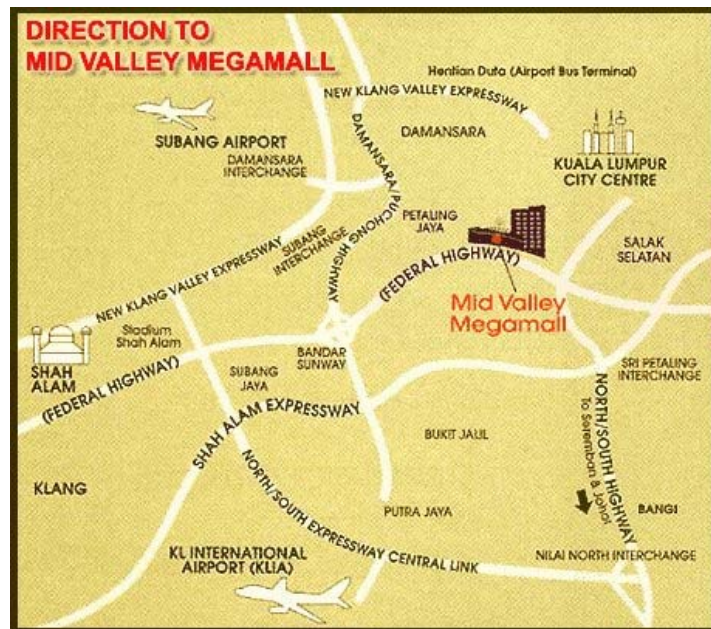 DIRECTION TO
MID VALLEY MEGAMALL
Hentian Duta (Airport Bus Terminal)
NEW KLANG VALLEY EXPRESSWAY
SUBANG AIRPORT
DAMANSARA
KUALA LUMPUR
CITY CENTRE
DAMANSARA
INTERCHANGE
DAMANSARA/PUCHONG HIGHWAY
PETALING
JAYA
SUBANG
INTERCHANGE
SALAK
SELATAN
(FEDERAL HIGHWAY)
NEW KLANG VALLEY EXPRESSWAY
Mid Valley
Megamall
Stadium
Shah Alam
SHAH
ALAM
BANDAR
SUNWAY
SUBANG
JAYA
SRI PETALING
INTERCHANGE
(FEDERAL HIGHWAY)
SHAH ALAM EXPRESSWAY
NORTH/SOUTH HIGHWAY
To Seremban & Johor
BUKIT JALIL
KLANG
PUTRA JAYA
BANGI
NORTH/SOUTH EXPRESSWAY CENTRAL LINK
KL INTERNATIONAL
AIRPORT (KLIA)
NILAI NORTH INTERCHANGE